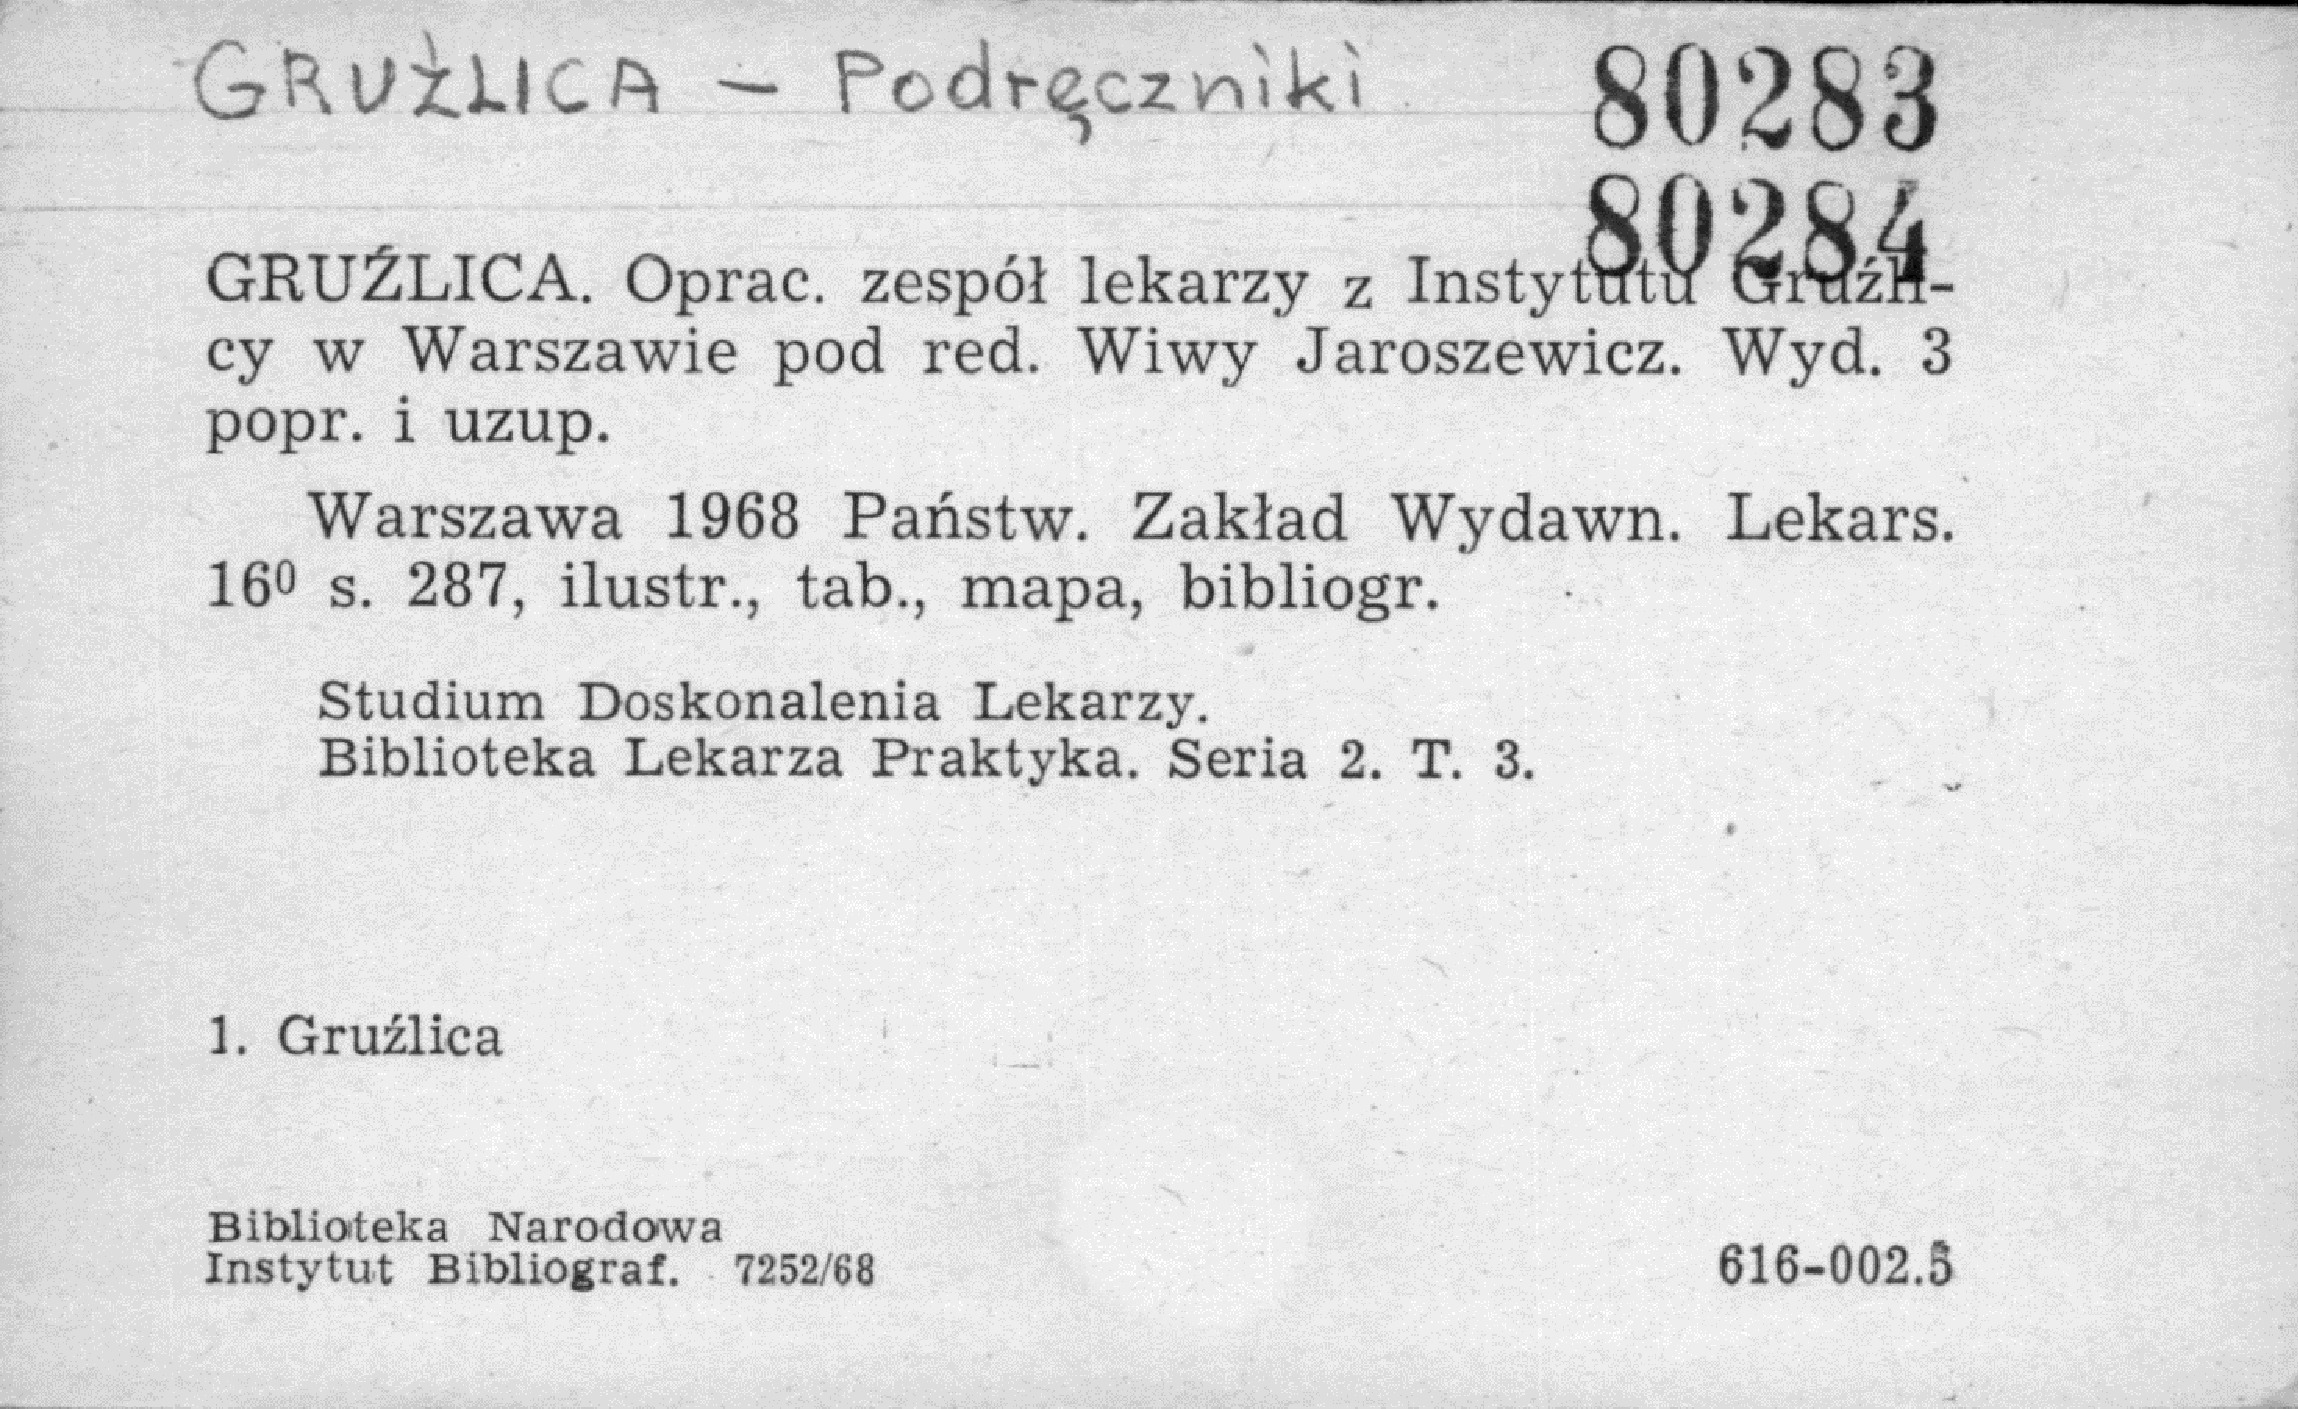 GRUŹLICA - Podręczniki
80283
80284
GRUŹLICA. Oprac. zespół lekarzy z Instytutu Gruźli-
cy w Warszawie pod red. Wiwy Jaroszewicz. Wyd. 3
popr. i uzup.
Warszawa 1968 Państw. Zakład Wydawn. Lekars.
16⁰ s. 287, ilustr., tab., mapa, bibliogr.
Studium Doskonalenia Lekarzy.
Biblioteka Lekarza Praktyka. Seria 2. T. 3.
1. Gruźlica
Biblioteka Narodowa
Instytut Bibliograf. 7252/68
616-002.5